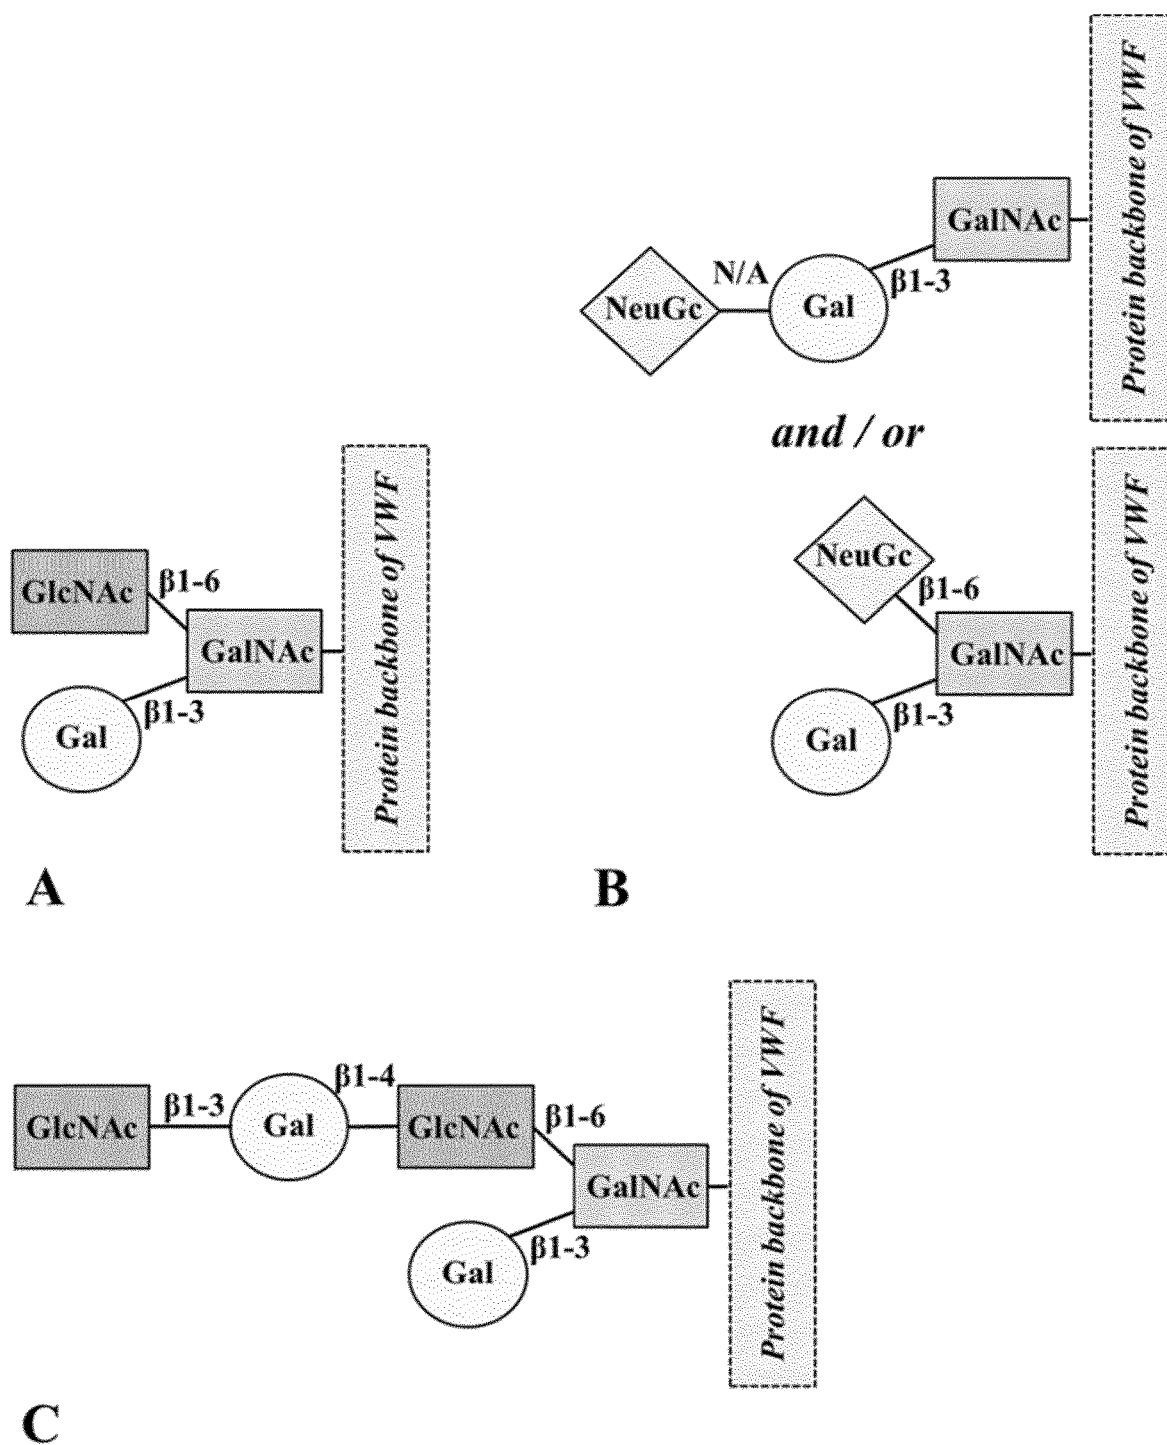 GlcNAc
β1-6
GalNAc
β1-3
Gal
Protein backbone of VWF
A
NeuGc
N/A
Gal
β1-3
GalNAc
Protein backbone of VWF
and / or
NeuGc
β1-6
GalNAc
β1-3
Gal
Protein backbone of VWF
B
GlcNAc
β1-3
Gal
β1-4
GlcNAc
β1-6
GalNAc
β1-3
Gal
Protein backbone of VWF
C